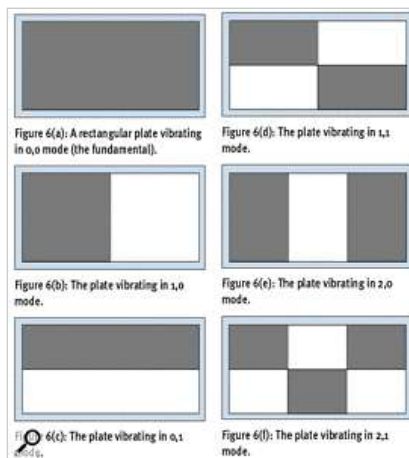 Figure 6(a): A rectangular plate vibrating
in 0,0 mode (the fundamental).
Figure 6(b): The plate vibrating in 1,0
mode.
6(c): The plate vibrating in 0,1
mode.
Figure 6(d): The plate vibrating in 1,1
mode.
Figure 6(e): The plate vibrating in 2,0
mode.
Figure 6(f): The plate vibrating in 2,1
mode.